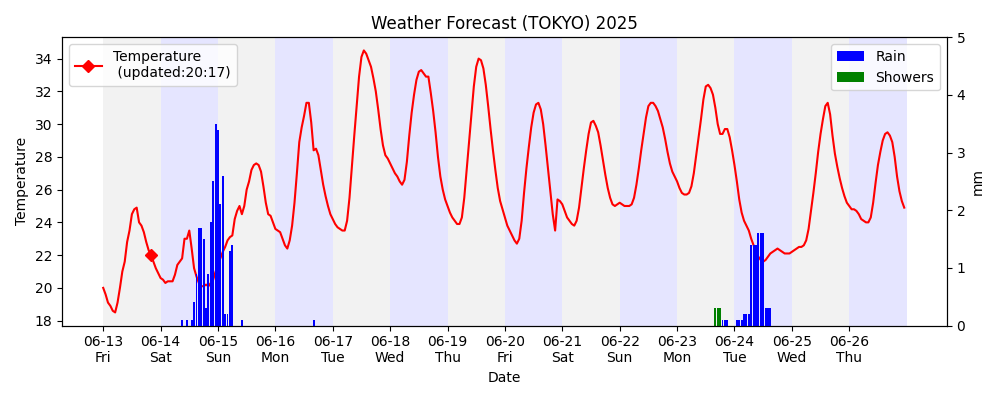 Weather Forecast (TOKYO) 2025
Temperature
(updated:20:17)
Rain
Showers
Temperature
34
32
30
28
26
24
22
20
18
5
4
3
2
1
0
mm
06-13 06-14 06-15 06-16 06-17 06-18 06-19 06-20 06-21 06-22 06-23 06-24 06-25 06-26
Fri Sat Sun Mon Tue Wed Thu Fri Sat Sun Mon Tue Wed Thu
Date